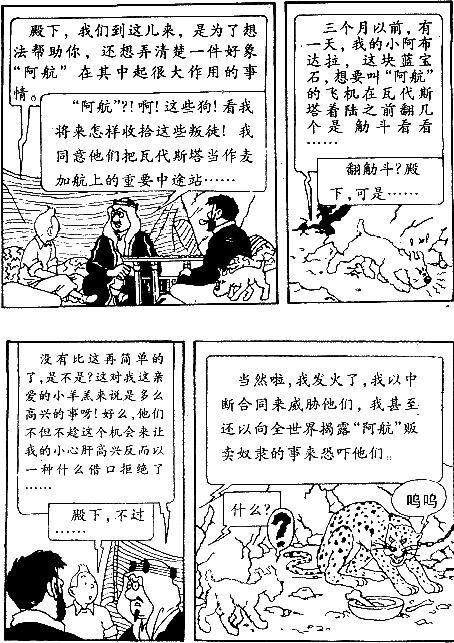 殿下，我们到这儿来，是为了想
法帮助你，还想弄清楚一件好象
“阿航”在其中起很大作用的事
情。
“阿航”?!啊！这些狗！看我
将来怎样收拾这些叛徒！我
同意他们把瓦代斯塔当作麦
加航上的重要中途站……
三个月以前，有
一天，我的小阿布
达拉，这块蓝宝
石，想要叫“阿航”
的飞机在瓦代斯
塔着陆之前翻几
个是觔斗看看
……
翻觔斗？殿
下，可是……
没有比这再简单的
了，是不是？这对我这亲
爱的小羊羔来说是多么
高兴的事呀！好么，他们
不但不趁这个机会来让
我的小心肝高兴反而以
一种什么借口拒绝了
……
殿下，不过
……
当然啦，我发火了，我以中
断合同来威胁他们，我甚至
还以向全世界揭露“阿航”贩
卖奴隶的事来恐吓他们。
什么？
?
呜呜